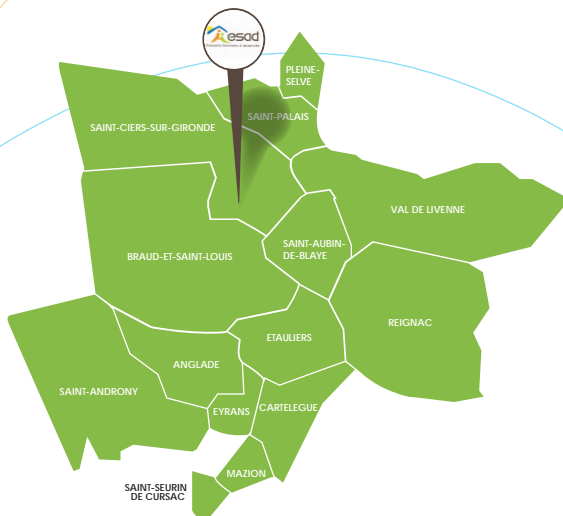 esad
PLEINE-
SELVE
SAINT-PALAIS
SAINT-CIERS-SUR-GIRONDE
VAL DE LIVENNE
SAINT-AUBIN-
DE-BLAYE
BRAUD-ET-SAINT-LOUIS
REIGNAC
ETAULIERS
ANGLADE
SAINT-ANDRONY
EYRANS
CARTELEGUE
MAZION
SAINT-SEURIN
DE CURSAC